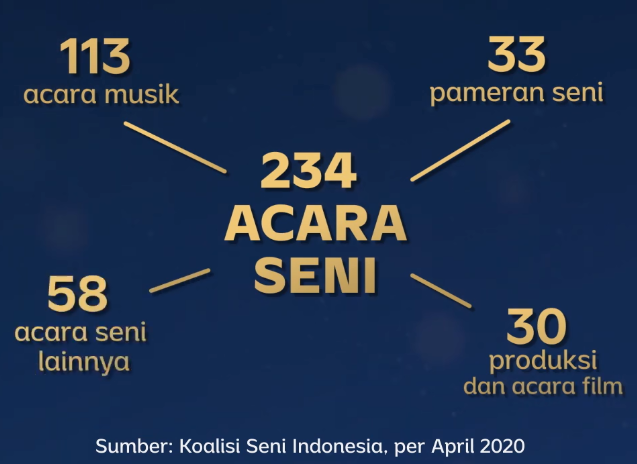 113
acara musik
33
pameran seni
234
ACARA
SENI
58
acara seni
lainnya
30
produksi
dan acara film
Sumber: Koalisi Seni Indonesia, per April 2020